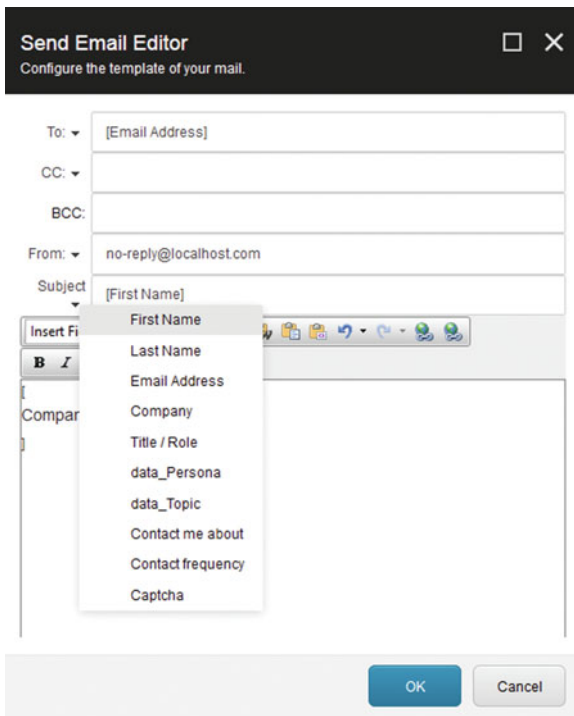 Send Email Editor
Configure the template of your mail.
To:
[Email Address]
CC:
BCC:
From:
no-reply@localhost.com
Subject
[First Name]
Insert Fi
B I
[
Compar
]
First Name
Last Name
Email Address
Company
Title / Role
data_Persona
data_Topic
Contact me about
Contact frequency
Captcha
OK
Cancel